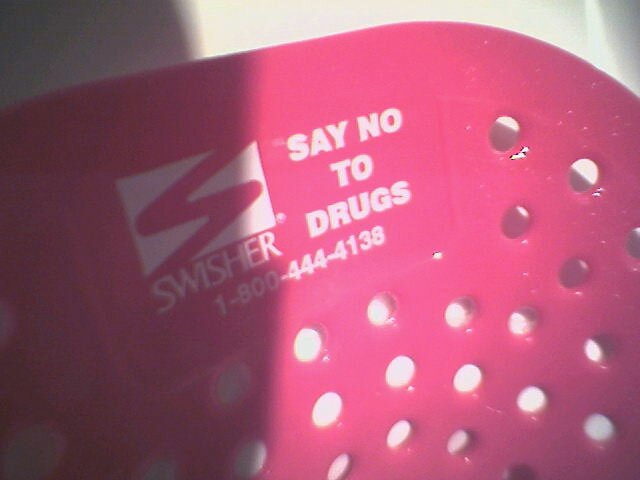 SAY NO
TO
DRUGS
SWISHER®
1-800-444-4138